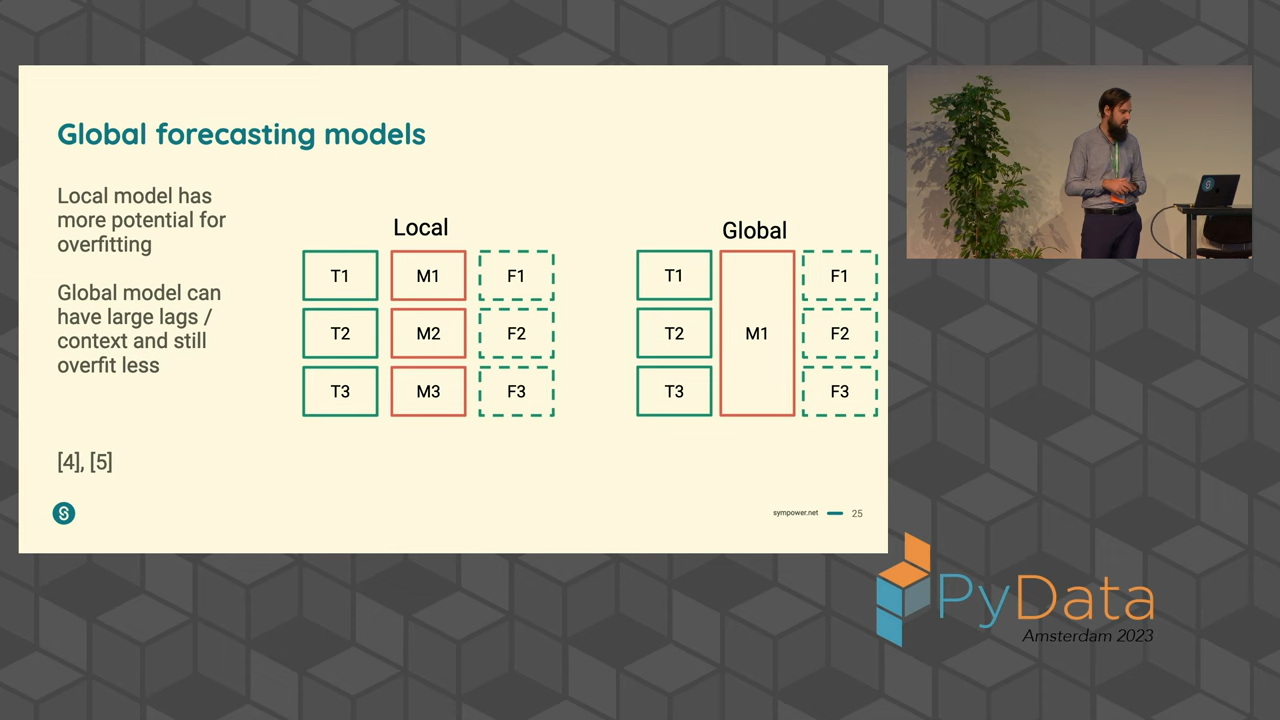 Global forecasting models
Local model has
more potential for
overfitting
Global model can
have large lags /
context and still
overfit less
[4], [5]
Local
T1 M1 F1
T2 M2 F2
T3 M3 F3
Global
T1 F1
T2 M1 F2
T3 F3
sympower.net 25
PyData
Amsterdam 2023